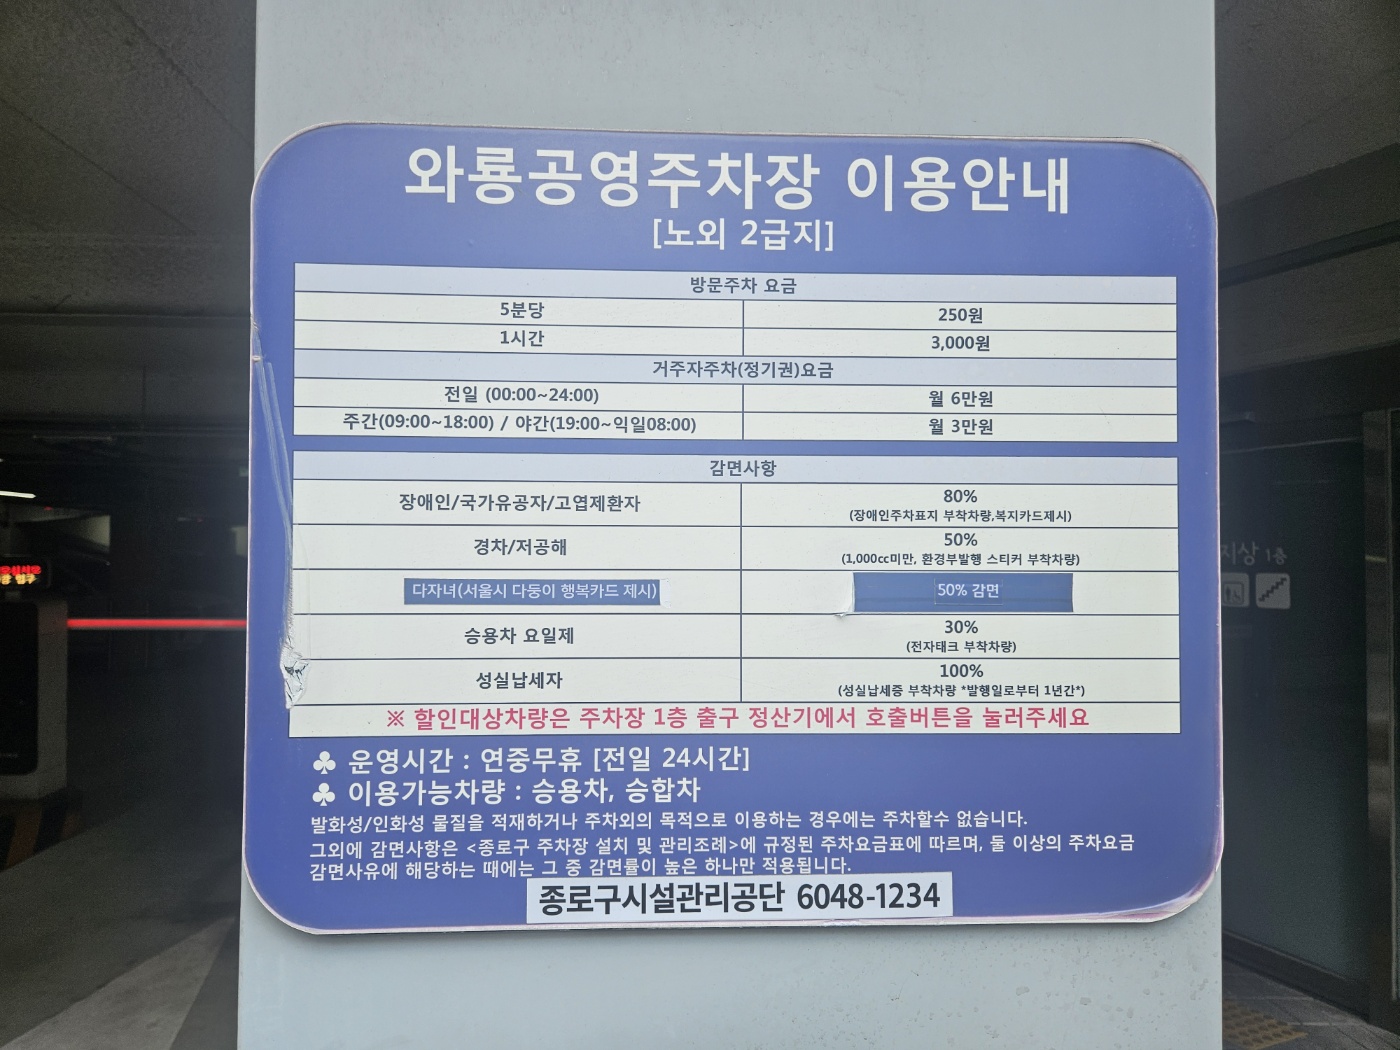 와룡공영주차장 이용안내
[노외 2급지]
방문주차 요금
5분당 250원
1시간 3,000원
거주자주차(정기권)요금
전일 (00:00~24:00) 월 6만원
주간(09:00~18:00) / 야간(19:00~익일08:00) 월 3만원
감면사항
장애인/국가유공자/고엽제환자 80%
(장애인주차표지 부착차량,복지카드제시)
경차/저공해 50%
(1,000cc미만, 환경부발행 스티커 부착차량)
다자녀(서울시 다둥이 행복카드 제시) 50% 감면
승용차 요일제 30%
(전자태크 부착차량)
성실납세자 100%
(성실납세증 부착차량 *발행일로부터 1년간*)
※ 할인대상차량은 주차장 1층 출구 정산기에서 호출버튼을 눌러주세요
♣ 운영시간 : 연중무휴 [전일 24시간]
♣ 이용가능차량 : 승용차, 승합차
발화성/인화성 물질을 적재하거나 주차외의 목적으로 이용하는 경우에는 주차할수 없습니다.
그외에 감면사항은 <종로구 주차장 설치 및 관리조례>에 규정된 주차요금표에 따르며, 둘 이상의 주차요금
감면사유에 해당하는 때에는 그 중 감면률이 높은 하나만 적용됩니다.
종로구시설관리공단 6048-1234
지상 1층